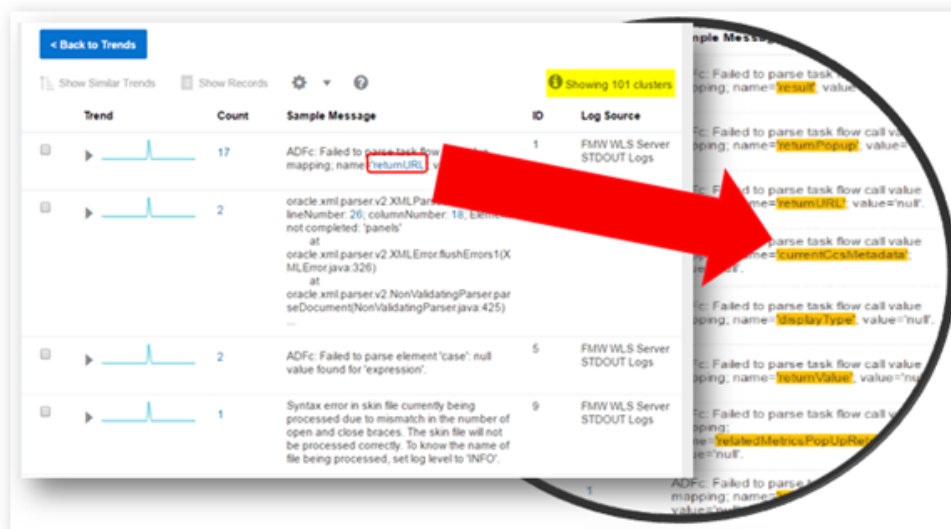 < Back to Trends
Show Similar Trends Show Records
Showing 101 clusters
Trend Count Sample Message ID Log Source
17
ADFc: Failed to parse task flow
mapping; name='returnURL'
1
FMW WLS Server
STDOUT Logs
2
oracle.xml.parser.v2.XMLPar
lineNumber: 26; columnNumber: 18; Elem
not completed: 'panels'
at
oracle.xml.parser.v2.XMLError.flushErrors1(X
MLError.java:326)
at
oracle.xml.parser.v2.NonValidatingParser.par
seDocument(NonValidatingParser.java:425)
...
2
ADFc: Failed to parse element 'case': null
value found for 'expression'.
5
FMW WLS Server
STDOUT Logs
1
Syntax error in skin file currently being
processed due to mismatch in the number of
open and close braces. The skin file will not
be processed correctly. To know the name of
file being processed, set log level to 'INFO'.
9
FMW WLS Server
STDOUT Logs
mple Mess
Fc: Failed to parse task
pping; name='result', value
Fc: Failed to parse task flow call va
pping; name='returnPopup', value='
Fc: Failed to parse task flow call value
name='returnURL'; value='null'.
parse task flow call value
me='currentCcsMetadata';
Fc: Failed to parse task flow call value
pping; name='displayType', value='null'.
Fc: Failed to parse task flow call value
pping; name='returnValue', value='nu
Fc: Failed to parse task flow call v
pping;
me='relatedMetricsPopUpRet
ue='null'.
1
ADFc: Failed to parse t
mapping; name=
value='null'